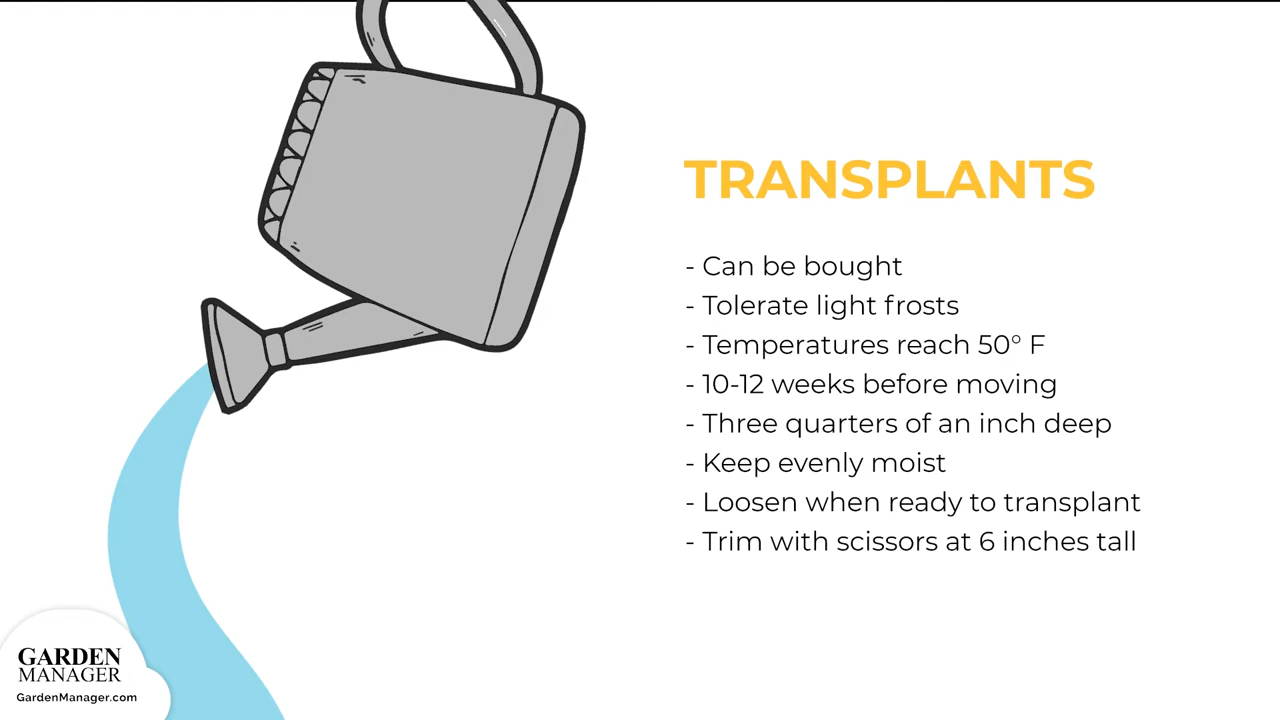 TRANSPLANTS
- Can be bought
- Tolerate light frosts
- Temperatures reach 50° F
- 10-12 weeks before moving
- Three quarters of an inch deep
- Keep evenly moist
- Loosen when ready to transplant
- Trim with scissors at 6 inches tall
GARDEN
MANAGER
GardenManager.com